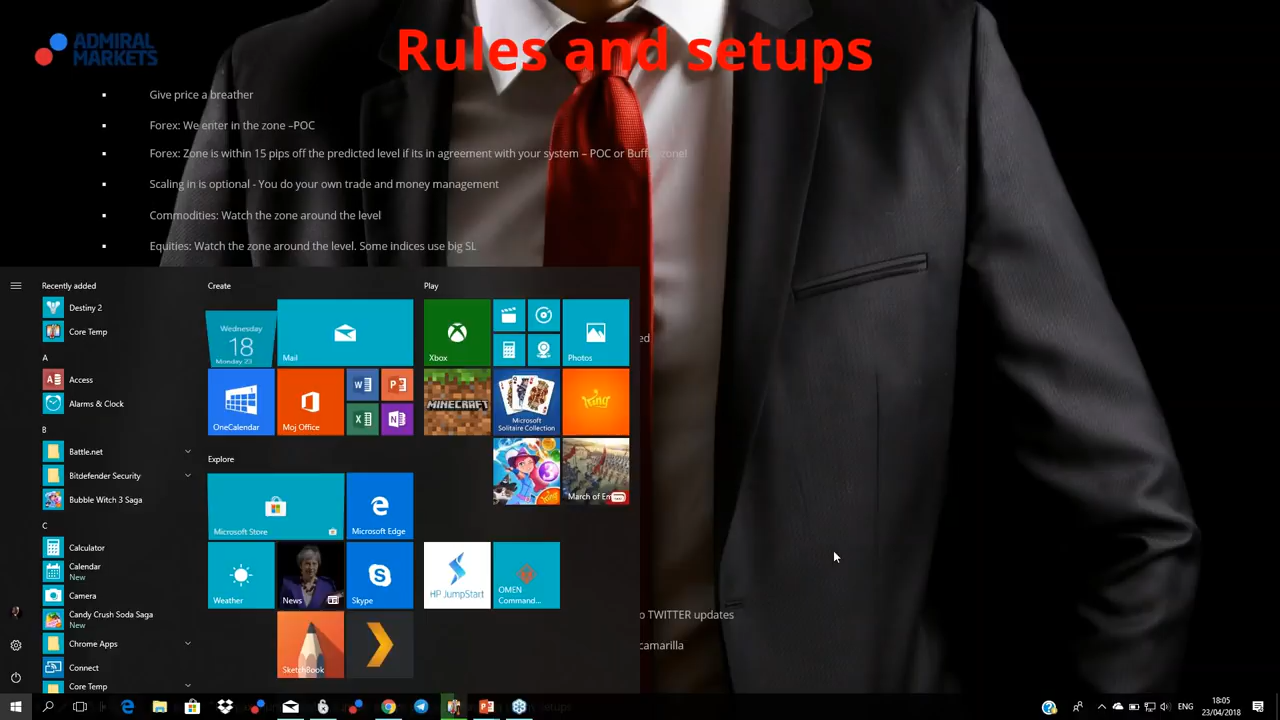 ADMIRAL
MARKETS
Rules and setups
▪ Give price a breather
▪ Forex: We enter in the zone –POC
▪ Forex: Zone is within 15 pips off the predicted level if its in agreement with your system – POC or Buffer zone!
▪ Scaling in is optional - You do your own trade and money management
▪ Commodities: Watch the zone around the level
▪ Equities: Watch the zone around the level. Some indices use big SL
Recently added
Destiny 2
Core Temp
A
Access
Alarms & Clock
B
Battle.net
Bitdefender Security
Bubble Witch 3 Saga
C
Calculator
Calendar
New
Camera
Candy Crush Soda Saga
New
Chrome Apps
Connect
Core Temp
Create
Wednesday
18
Monday 23
Mail
OneCalendar
Moj Office
Explore
Microsoft Store
Microsoft Edge
Weather
News
Skype
SketchBook
Play
Xbox
Photos
MINECRAFT
Microsoft
Solitaire Collection
King
March of Em
HP JumpStart
OMEN
Command...
TWITTER updates
camarilla
setups
ENG
18:05
23/04/2018